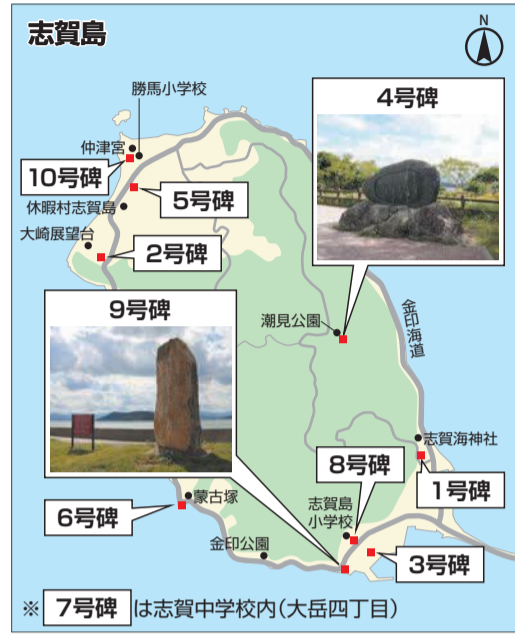 志賀島
N
勝馬小学校
4号碑
仲津宮
10号碑
5号碑
休暇村志賀島
大崎展望台
2号碑
9号碑
潮見公園
金印海道
志賀海神社
8号碑
1号碑
志賀島
小学校
蒙古塚
6号碑
金印公園
3号碑
※ 7号碑 は志賀中学校内(大岳四丁目)